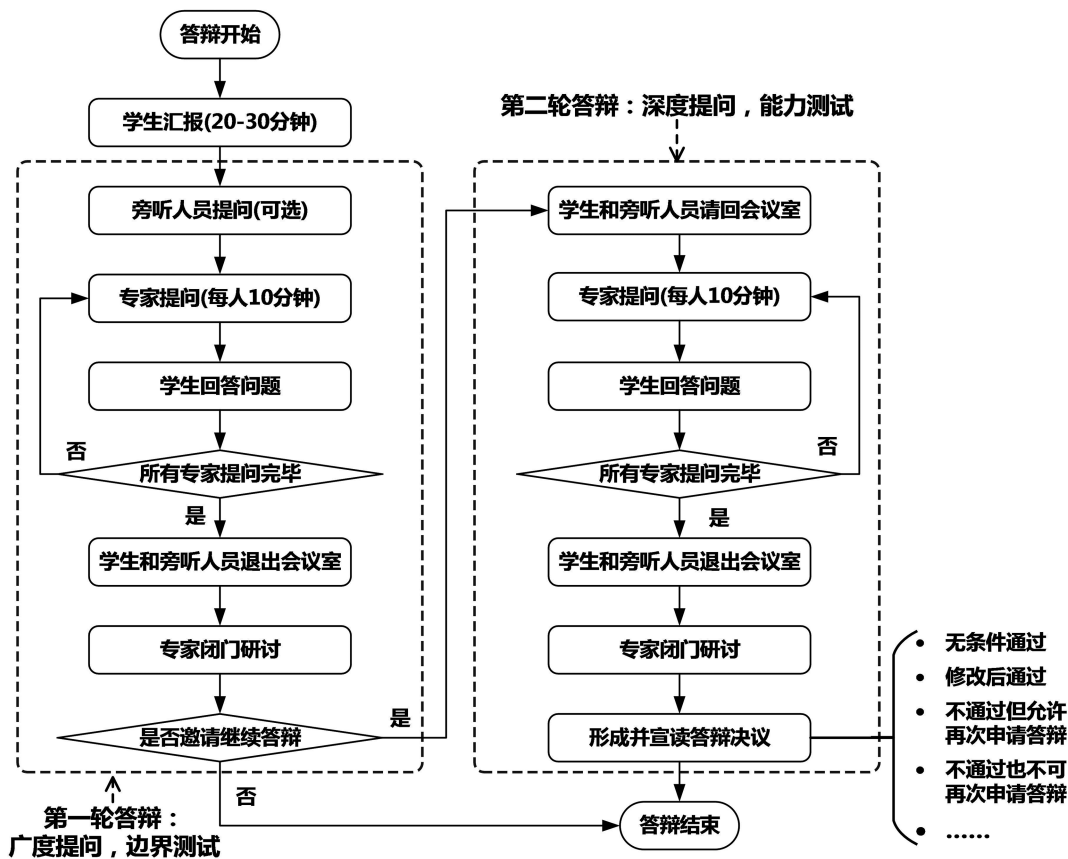 答辩开始
学生汇报(20-30分钟)
旁听人员提问(可选)
专家提问(每人10分钟)
学生回答问题
否
所有专家提问完毕
是
学生和旁听人员退出会议室
专家闭门研讨
是
是否邀请继续答辩
否
第一轮答辩：
广度提问，边界测试
第二轮答辩：深度提问，能力测试
学生和旁听人员请回会议室
专家提问(每人10分钟)
学生回答问题
否
所有专家提问完毕
是
学生和旁听人员退出会议室
专家闭门研讨
形成并宣读答辩决议
答辩结束
• 无条件通过
• 修改后通过
• 不通过但允许
再次申请答辩
• 不通过也不可
再次申请答辩
• ......